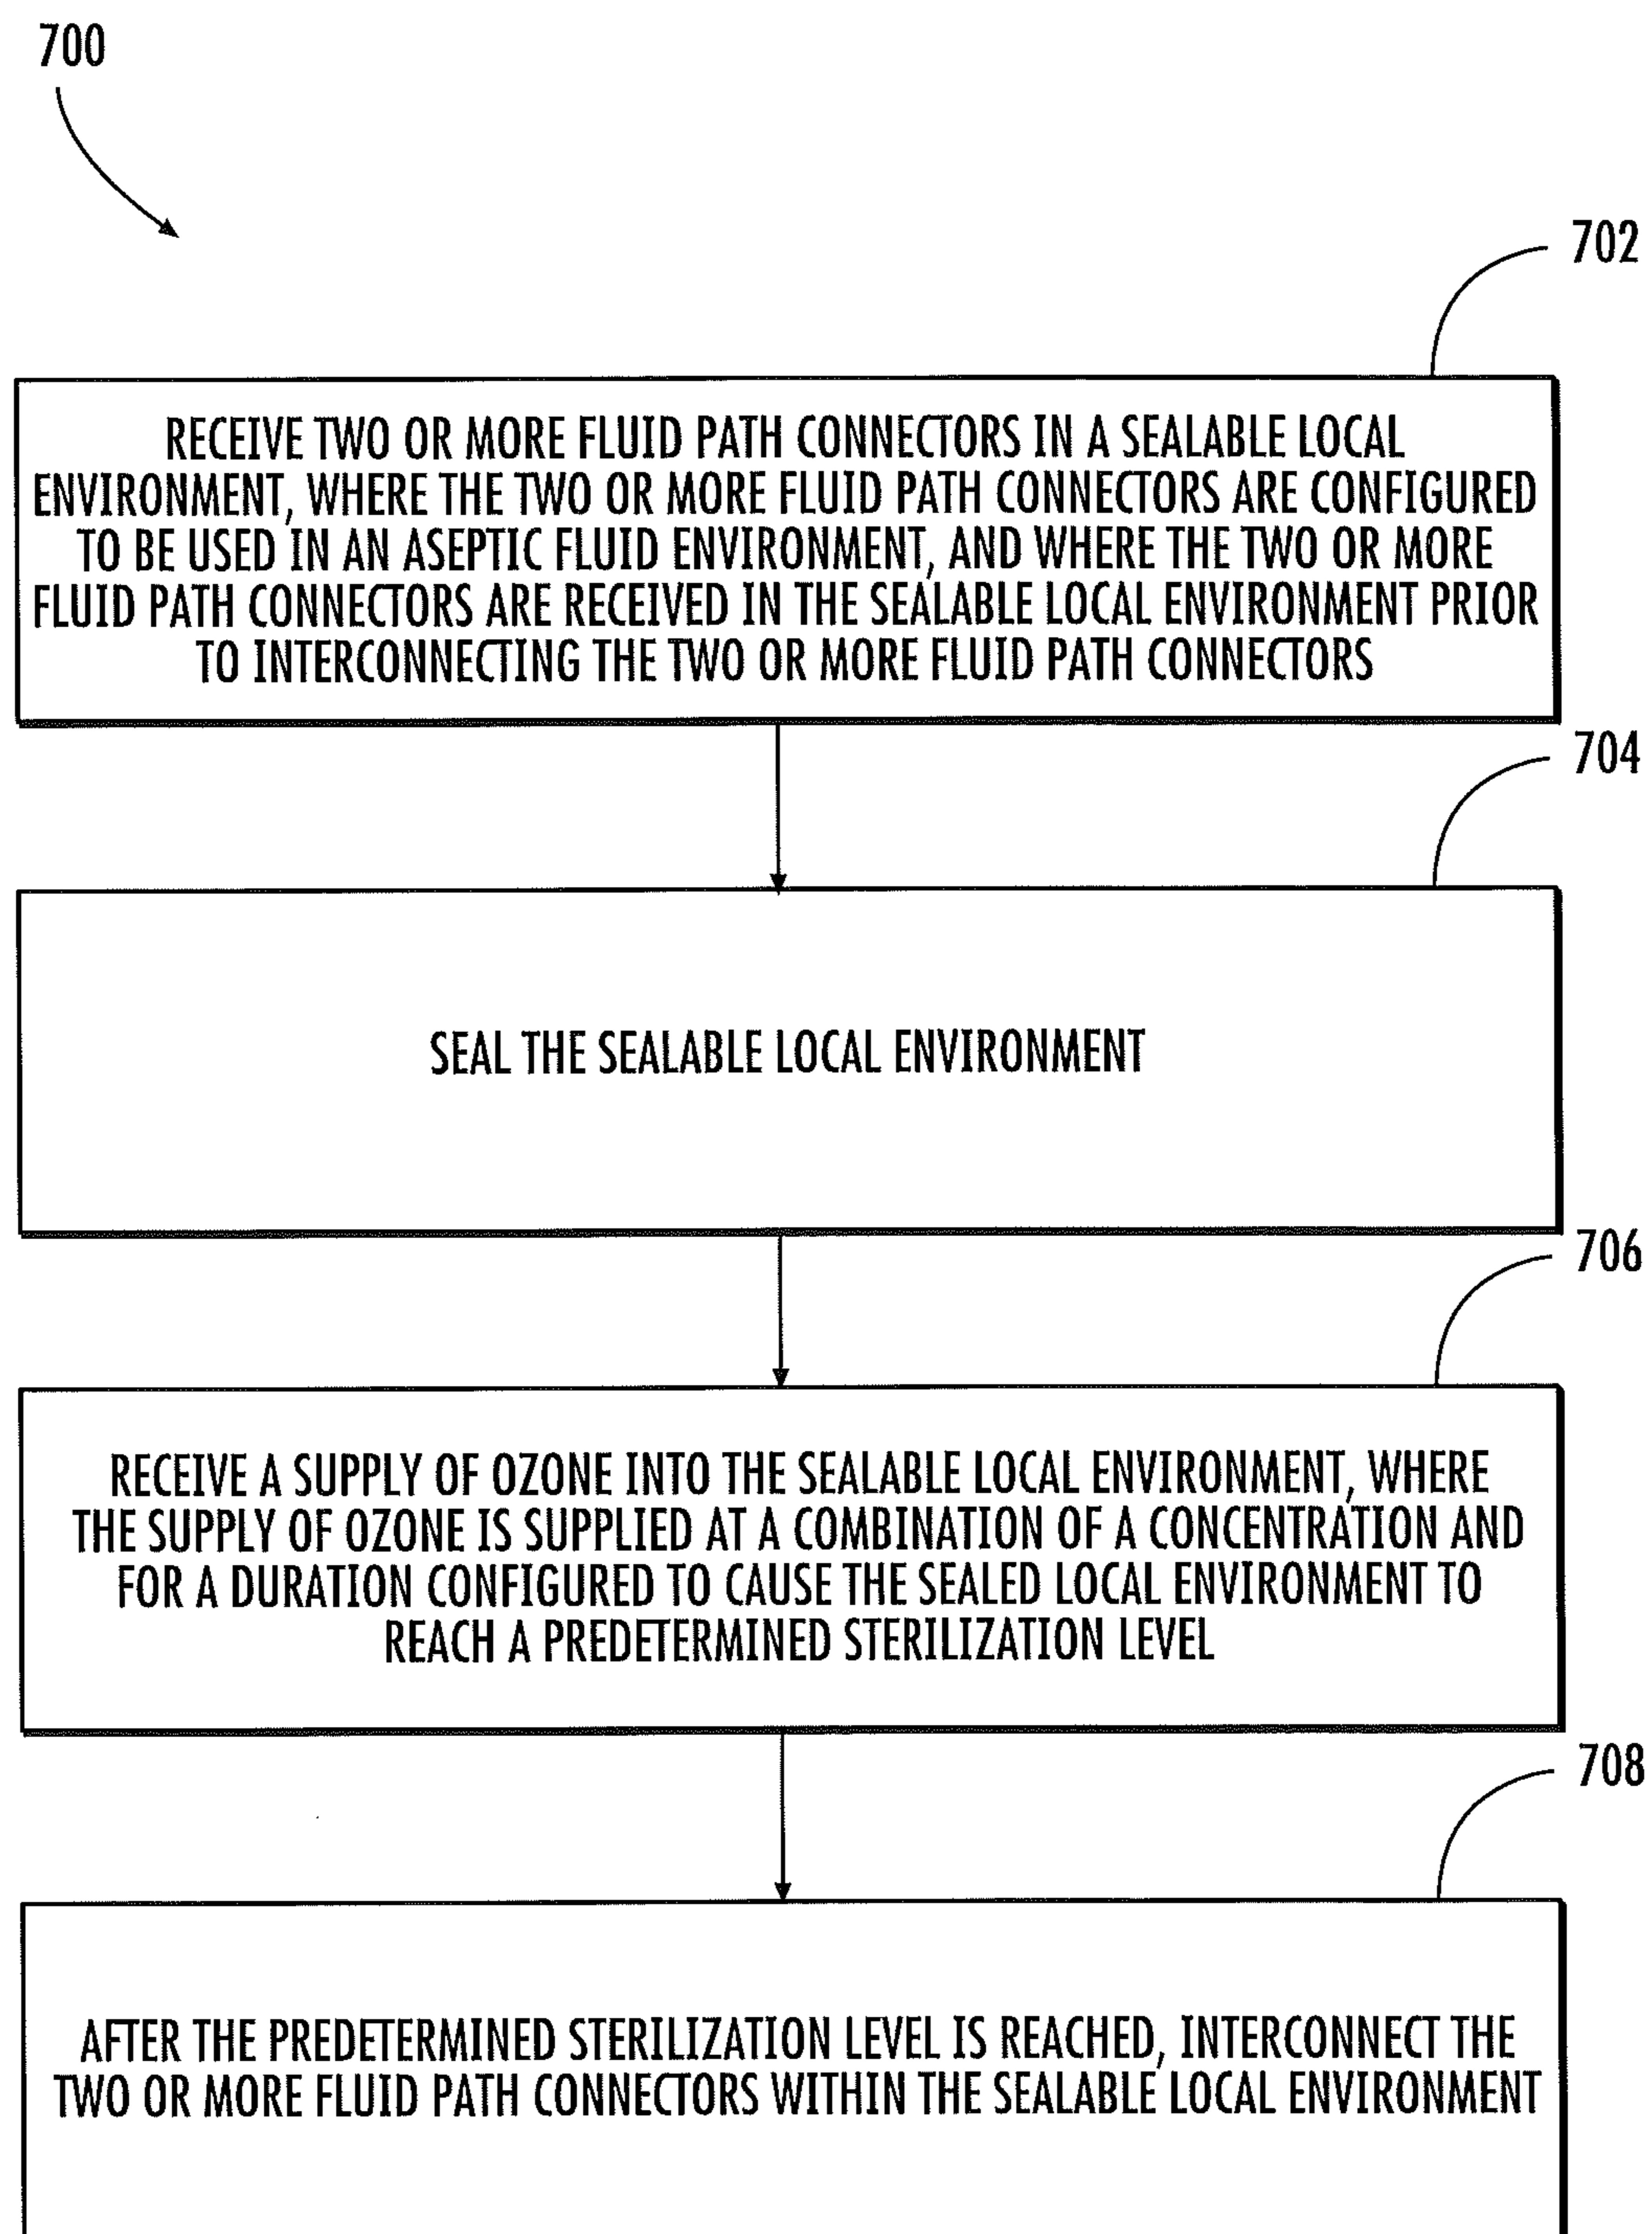 700
702
RECEIVE TWO OR MORE FLUID PATH CONNECTORS IN A SEALABLE LOCAL
ENVIRONMENT, WHERE THE TWO OR MORE FLUID PATH CONNECTORS ARE CONFIGURED
TO BE USED IN AN ASEPTIC FLUID ENVIRONMENT, AND WHERE THE TWO OR MORE
FLUID PATH CONNECTORS ARE RECEIVED IN THE SEALABLE LOCAL ENVIRONMENT PRIOR
TO INTERCONNECTING THE TWO OR MORE FLUID PATH CONNECTORS
704
SEAL THE SEALABLE LOCAL ENVIRONMENT
706
RECEIVE A SUPPLY OF OZONE INTO THE SEALABLE LOCAL ENVIRONMENT, WHERE
THE SUPPLY OF OZONE IS SUPPLIED AT A COMBINATION OF A CONCENTRATION AND
FOR A DURATION CONFIGURED TO CAUSE THE SEALED LOCAL ENVIRONMENT TO
REACH A PREDETERMINED STERILIZATION LEVEL
708
AFTER THE PREDETERMINED STERILIZATION LEVEL IS REACHED, INTERCONNECT THE
TWO OR MORE FLUID PATH CONNECTORS WITHIN THE SEALABLE LOCAL ENVIRONMENT